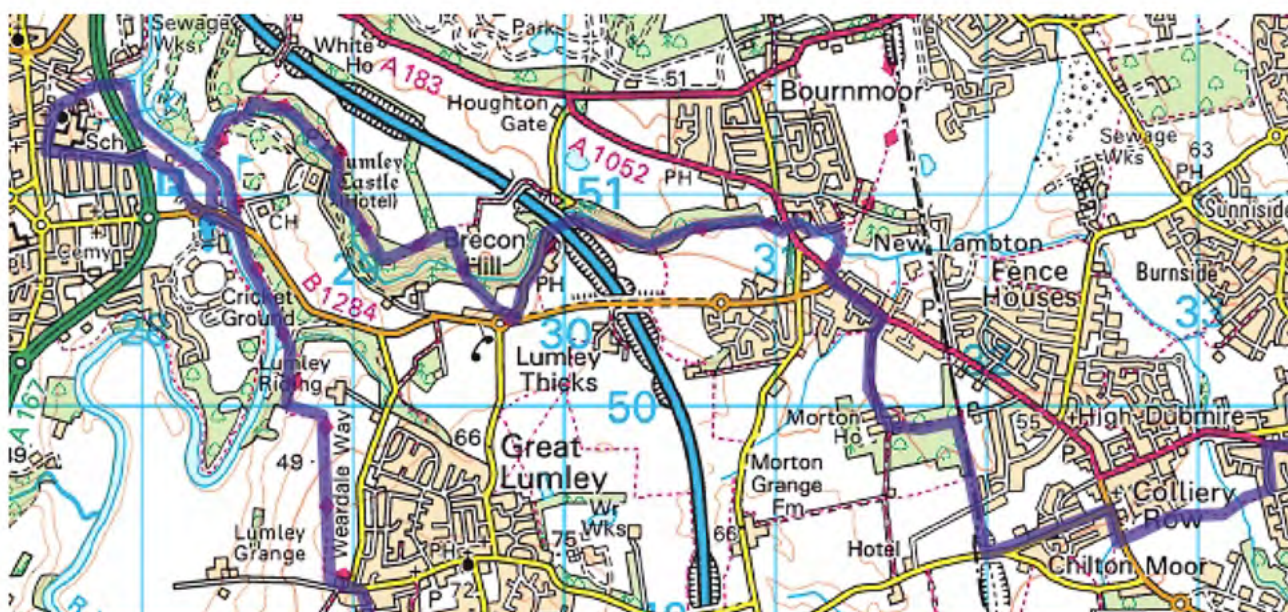 Sewage
Wks
White
Ho
Park
A 183
51
Houghton
Gate
Bournmoor
Sch
A 1052
PH
Sewage
Wks
63
PH
Lumley
Castle
(Hotel)
51
CH
Sunniside
Cemy
Brecon
Hill
29
PH
3
New Lambton
Fence
Houses
Burnside
P
33
B 1284
Cricket
Ground
28
30
Lumley
Thicks
Lumley
Riding
A 167
50
Morton
Ho
55
High Dubmire
P
49
Weardale Way
66
Great
Lumley
Morton
Grange
Fm
Colliery
Row
Wr
Wks
Lumley
Grange
PH
75
66
Hotel
Chilton Moor
72
P